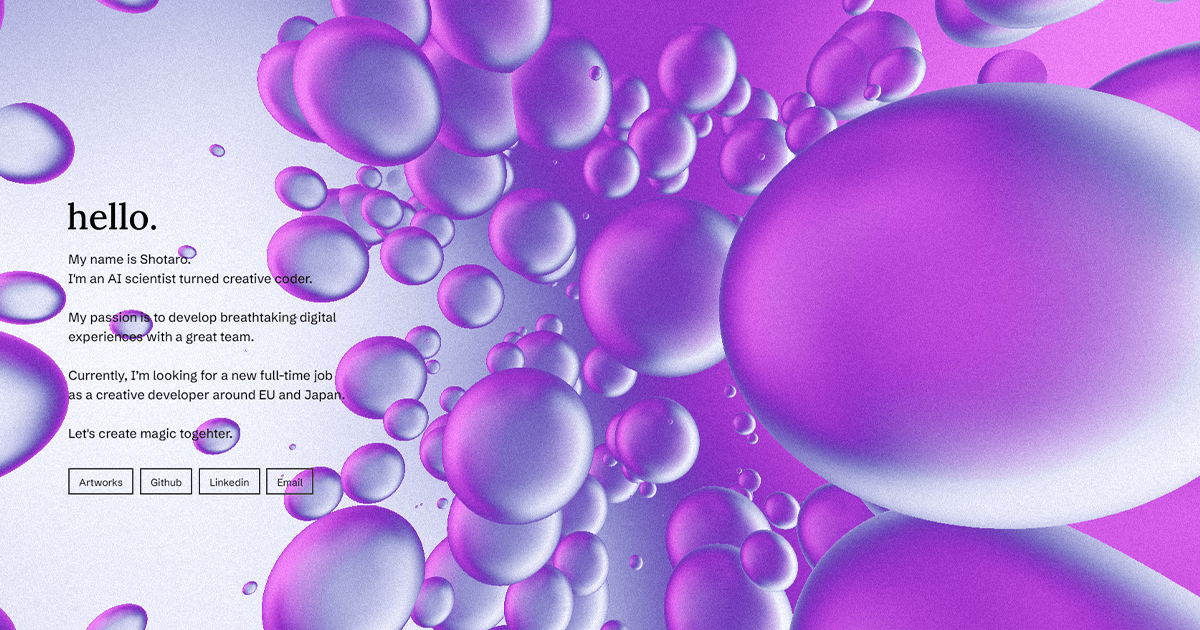 hello.
My name is Shotaro.
I'm an AI scientist turned creative coder.
My passion is to develop breathtaking digital
experiences with a great team.
Currently, I'm looking for a new full-time job
as a creative developer around EU and Japan.
Let's create magic togehter.
Artworks
Github
Linkedin
Email